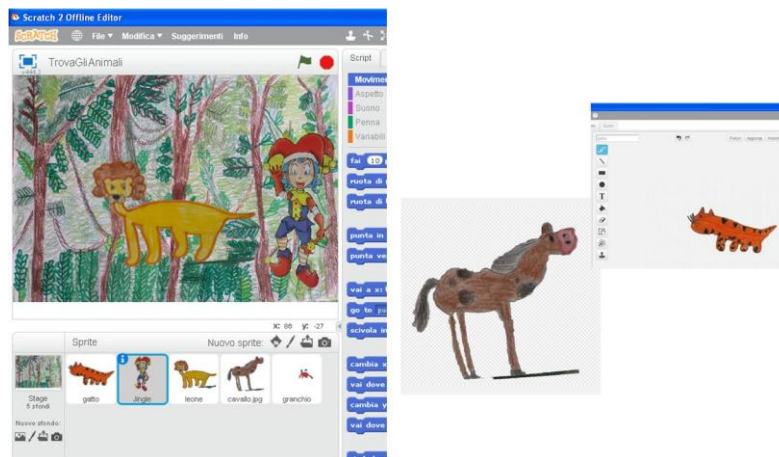 Scratch 2 Offline Editor
SCRATCH File Modifica Suggerimenti Info
TrovaGliAnimali
Script
Aspetto
Suono
Penna
Variabili
fai 10
ruota di
ruota di
punta in
punta ve
vai a x:
go to
scivola in
cambia x
vai dove
cambia y
vai dove
x: 86 y: -27
Sprite Nuovo sprite:
Stage
5 sfondi
gatto
Jingle
leone
cavallo.jpg
granchio
Nuovo sfondo:
T